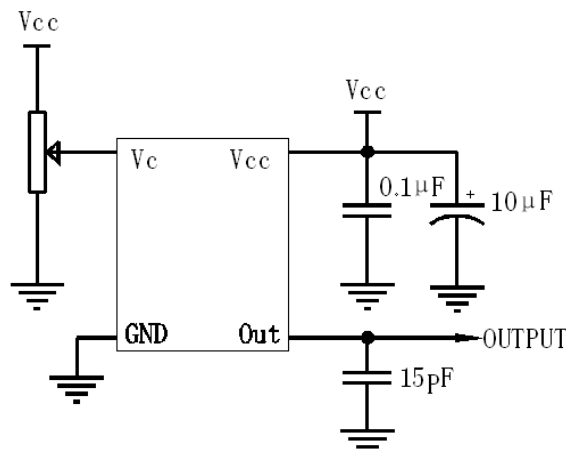 Vcc
Vcc
Vc
Vcc
0.1μF
+
10μF
GND
Out
OUTPUT
15pF